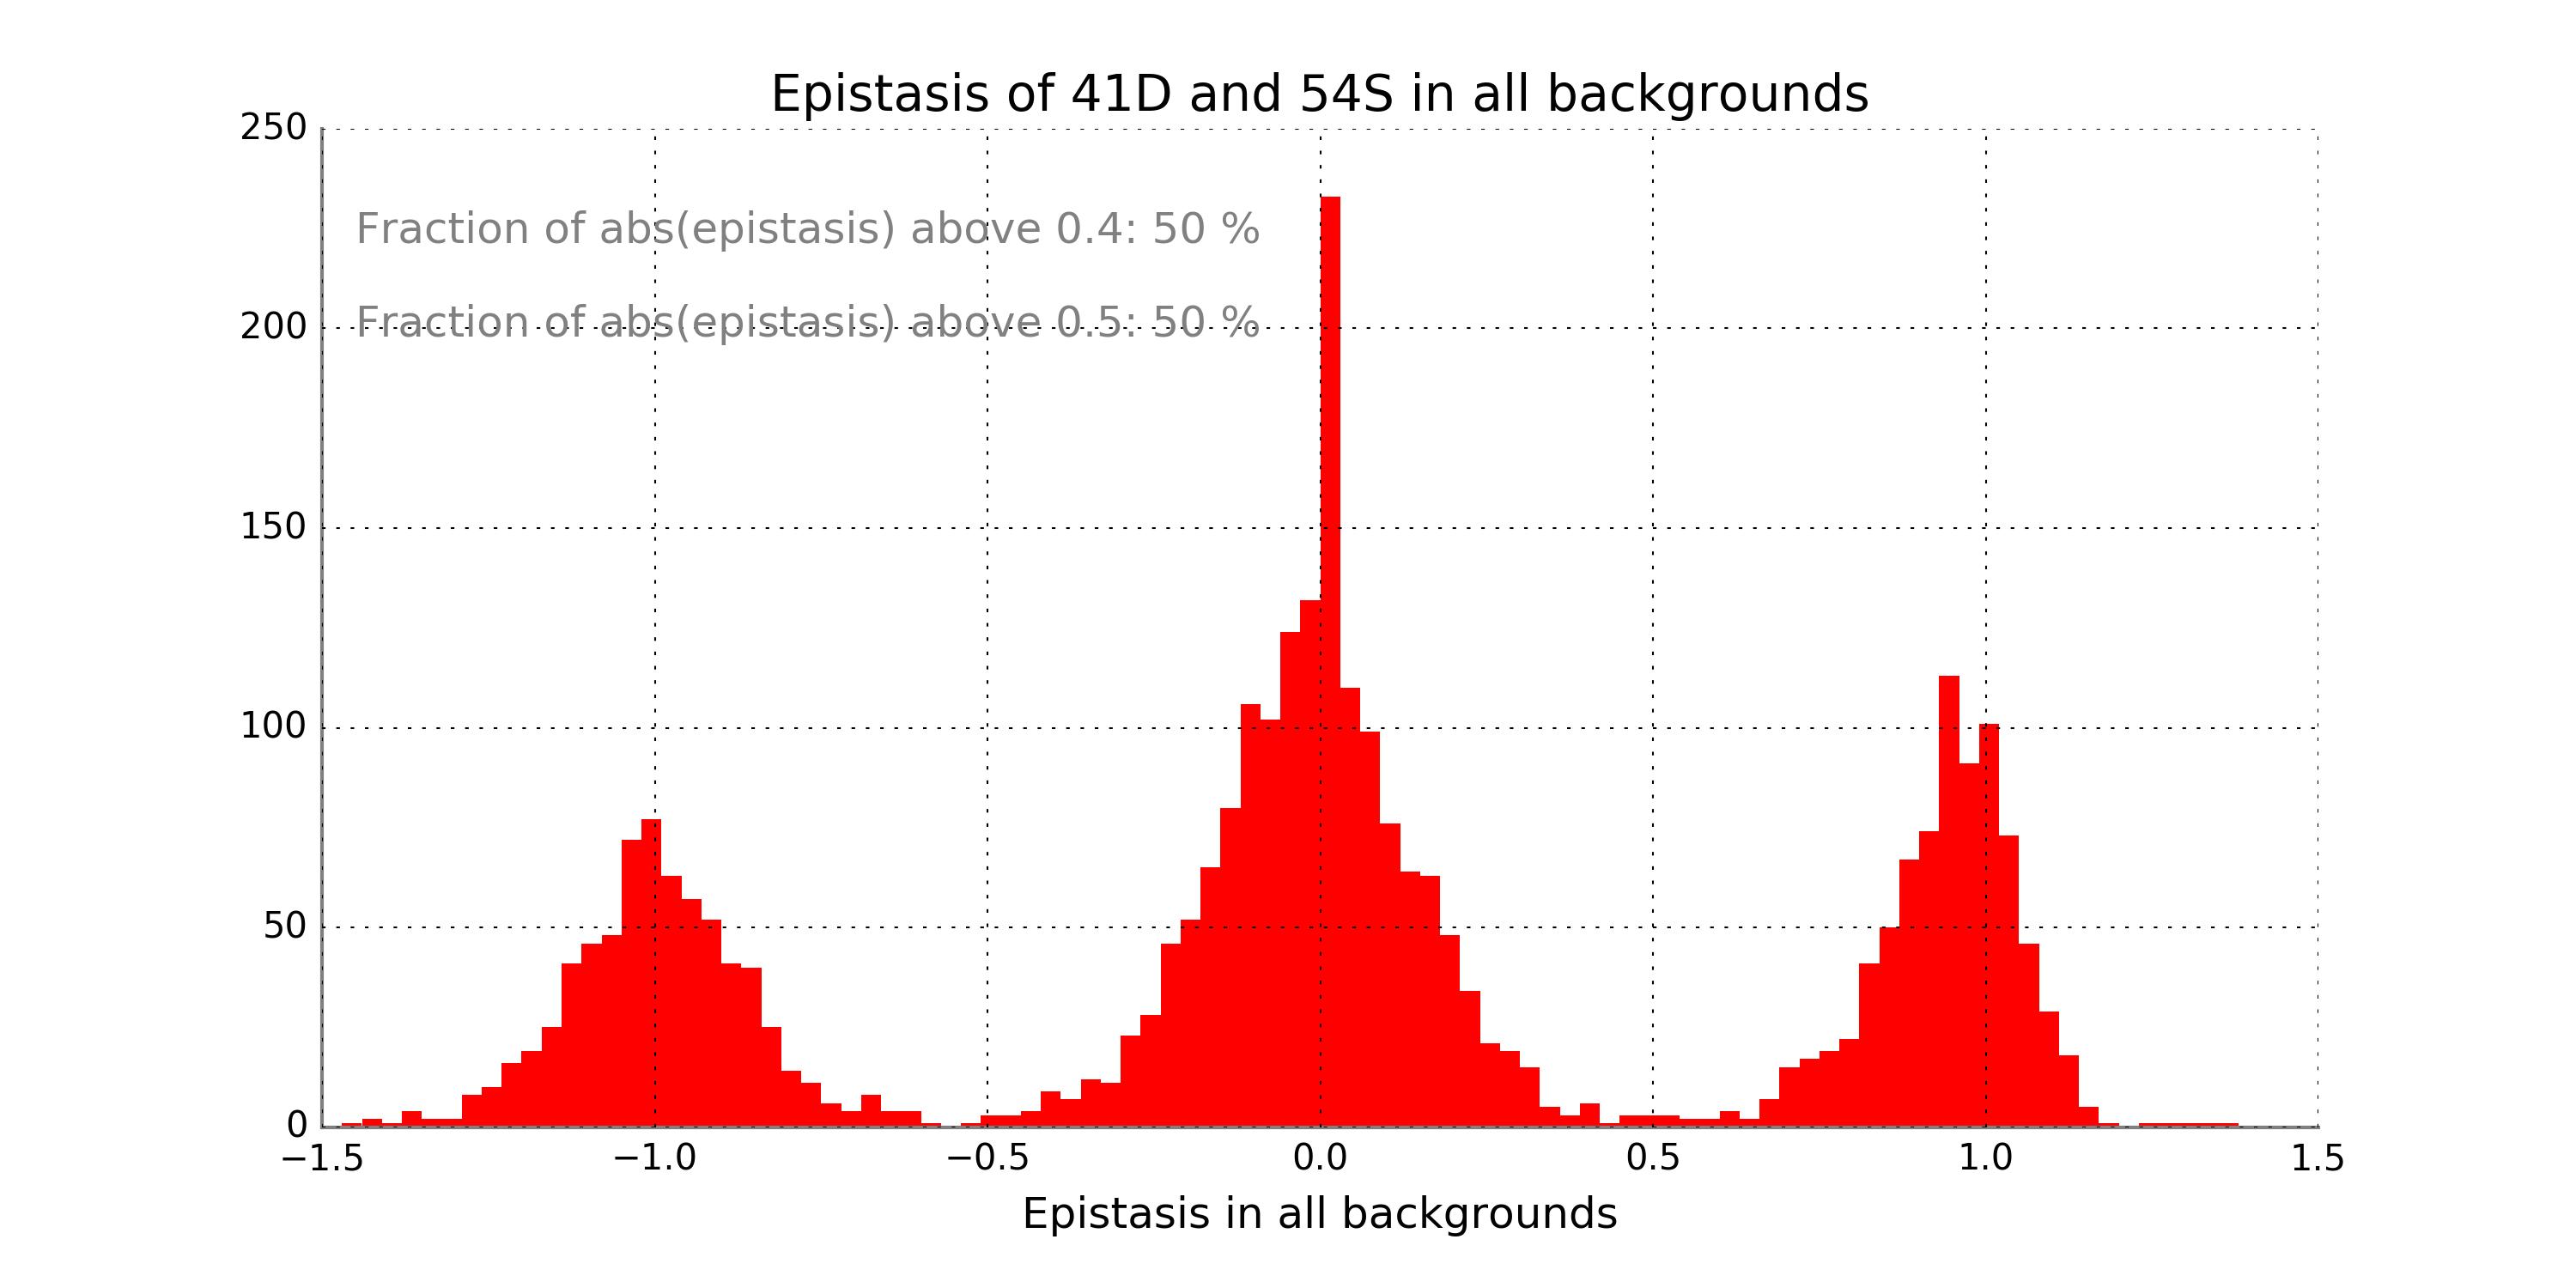 Epistasis of 41D and 54S in all backgrounds
250
Fraction of abs(epistasis) above 0.4: 50 %
Fraction of abs(epistasis) above 0.5: 50 %
200
150
100
50
0
−1.5 −1.0 −0.5 0.0 0.5 1.0 1.5
Epistasis in all backgrounds